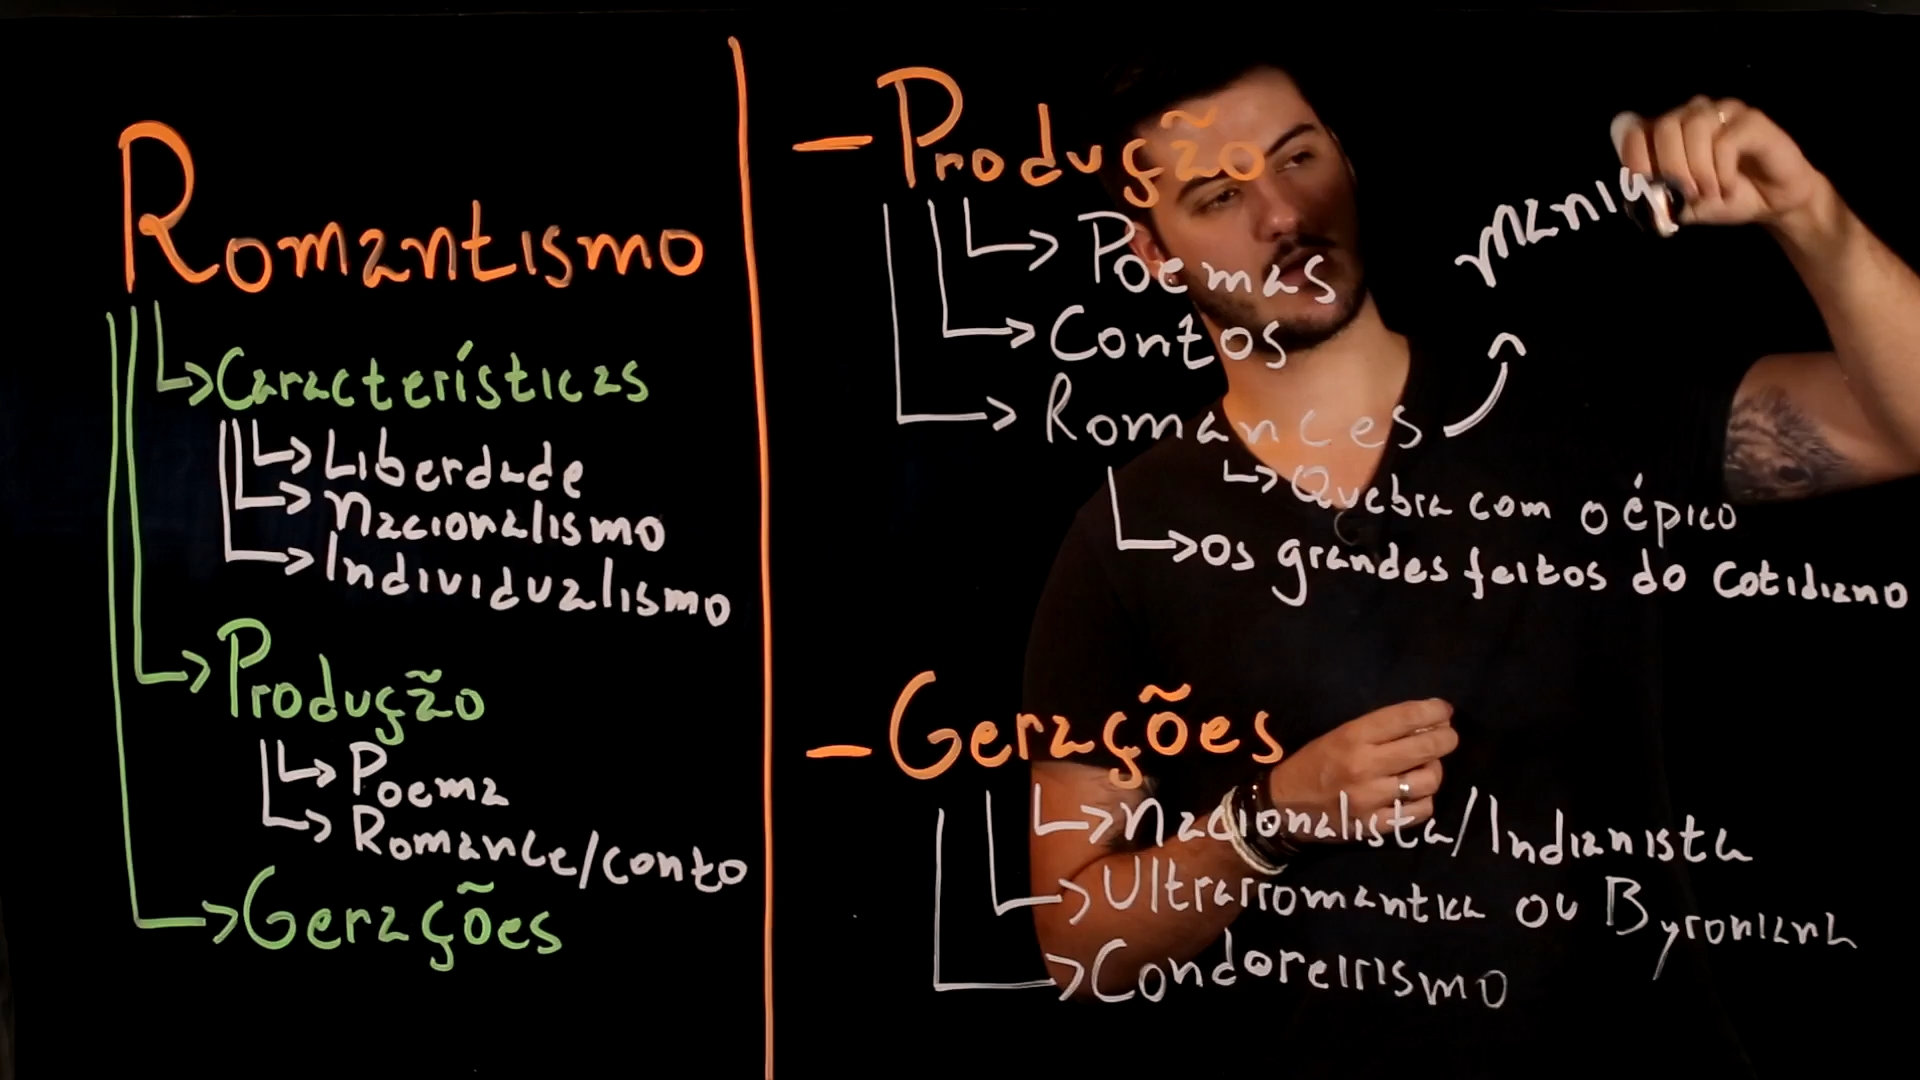 Romantismo
Características
Liberdade
Nacionalismo
Individualismo
Produção
Poema
Romance/conto
Gerações
- Produção
Poemas
Contos
Romances
Quebra com o épico
Os grandes feitos do cotidiano
- Gerações
Nacionalista/Indianista
Ultrarromantica ou Byroniana
Condoreirismo